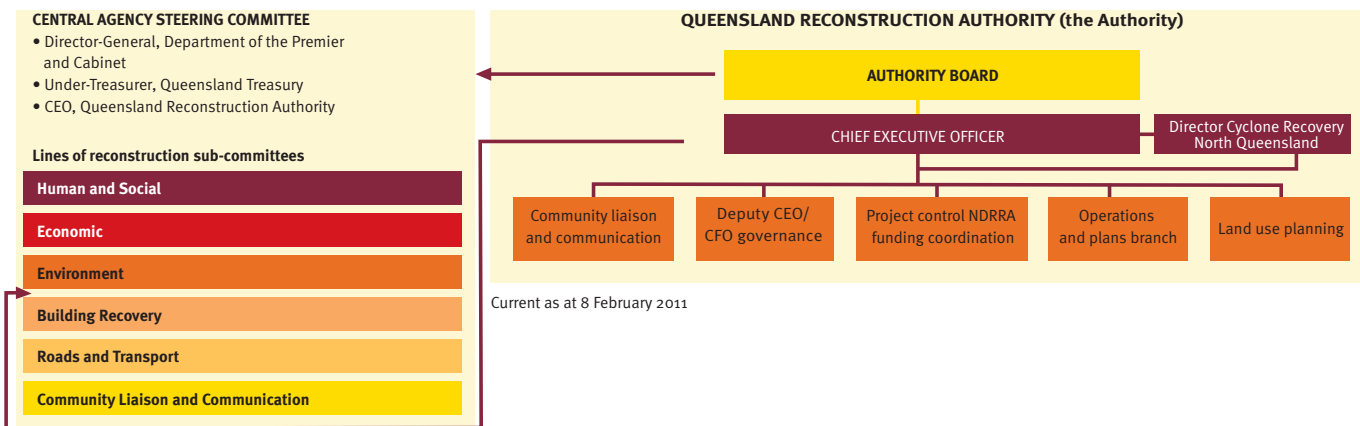 CENTRAL AGENCY STEERING COMMITTEE
• Director-General, Department of the Premier
and Cabinet
• Under-Treasurer, Queensland Treasury
• CEO, Queensland Reconstruction Authority
Lines of reconstruction sub-committees
Human and Social
Economic
Environment
Building Recovery
Roads and Transport
Community Liaison and Communication
QUEENSLAND RECONSTRUCTION AUTHORITY (the Authority)
AUTHORITY BOARD
CHIEF EXECUTIVE OFFICER
Director Cyclone Recovery
North Queensland
Community liaison
and communication
Deputy CEO/
CFO governance
Project control NDRRA
funding coordination
Operations
and plans branch
Land use planning
Current as at 8 February 2011